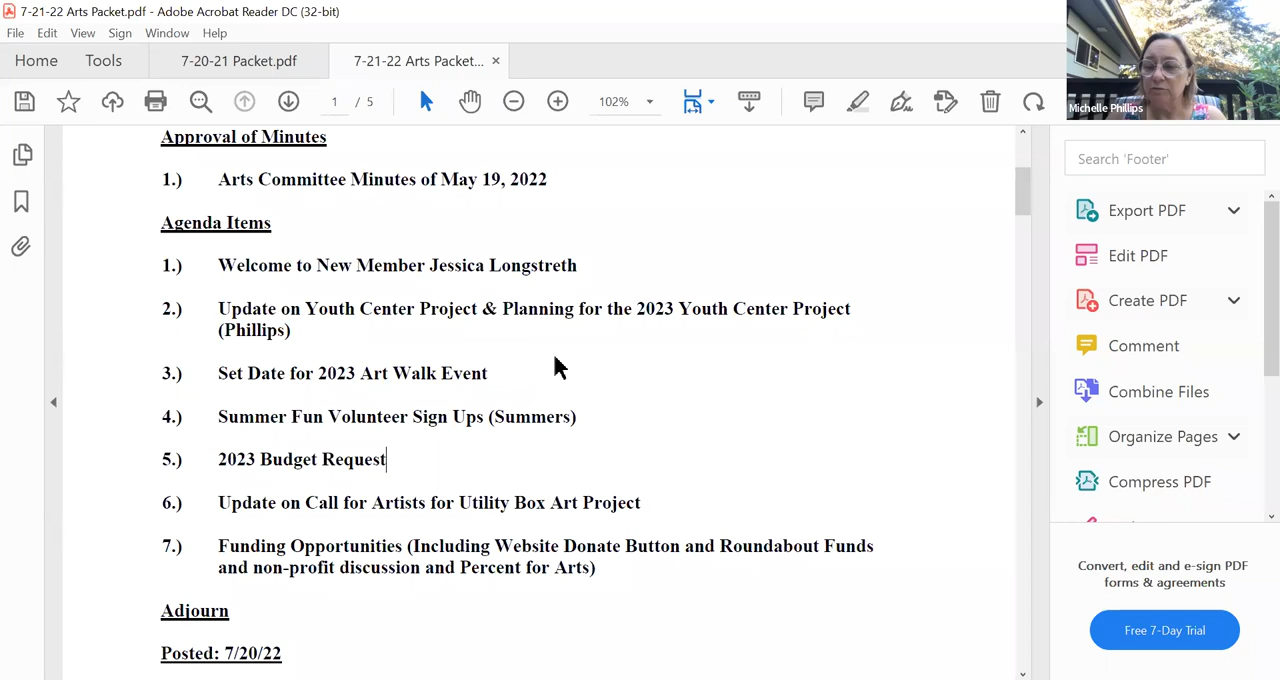 7-21-22 Arts Packet.pdf - Adobe Acrobat Reader DC (32-bit)
File Edit View Sign Window Help
Home Tools 7-20-21 Packet.pdf 7-21-22 Arts Packet... ×
1 / 5 102%
Michelle Phillips
Approval of Minutes
1.) Arts Committee Minutes of May 19, 2022
Agenda Items
1.) Welcome to New Member Jessica Longstreth
2.) Update on Youth Center Project & Planning for the 2023 Youth Center Project
(Phillips)
3.) Set Date for 2023 Art Walk Event
4.) Summer Fun Volunteer Sign Ups (Summers)
5.) 2023 Budget Request
6.) Update on Call for Artists for Utility Box Art Project
7.) Funding Opportunities (Including Website Donate Button and Roundabout Funds
and non-profit discussion and Percent for Arts)
Adjourn
Posted: 7/20/22
Search 'Footer'
Export PDF
Edit PDF
Create PDF
Comment
Combine Files
Organize Pages
Compress PDF
Convert, edit and e-sign PDF
forms & agreements
Free 7-Day Trial